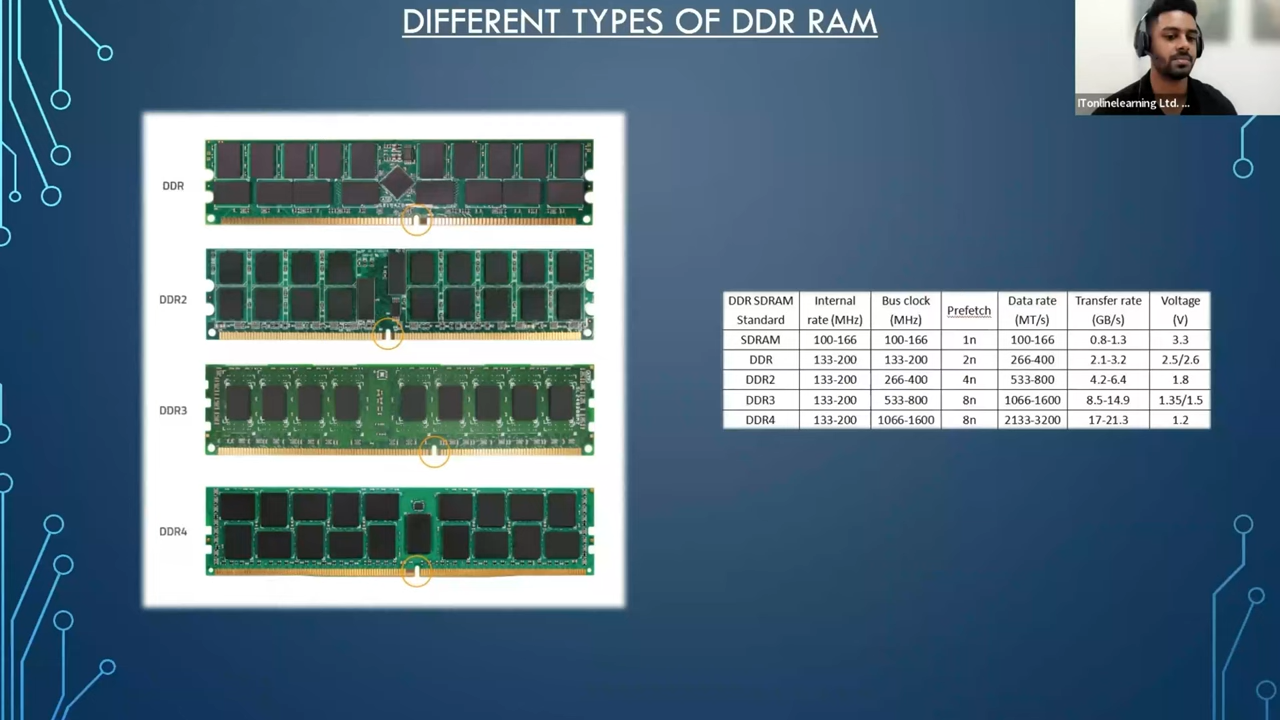 DIFFERENT TYPES OF DDR RAM
ITonlinelearning Ltd. ...
DDR
DDR2
DDR3
DDR4
DDR SDRAM Standard Internal rate (MHz) Bus clock (MHz) Prefetch Data rate (MT/s) Transfer rate (GB/s) Voltage (V)
SDRAM 100-166 100-166 1n 100-166 0.8-1.3 3.3
DDR 133-200 133-200 2n 266-400 2.1-3.2 2.5/2.6
DDR2 133-200 266-400 4n 533-800 4.2-6.4 1.8
DDR3 133-200 533-800 8n 1066-1600 8.5-14.9 1.35/1.5
DDR4 133-200 1066-1600 8n 2133-3200 17-21.3 1.2